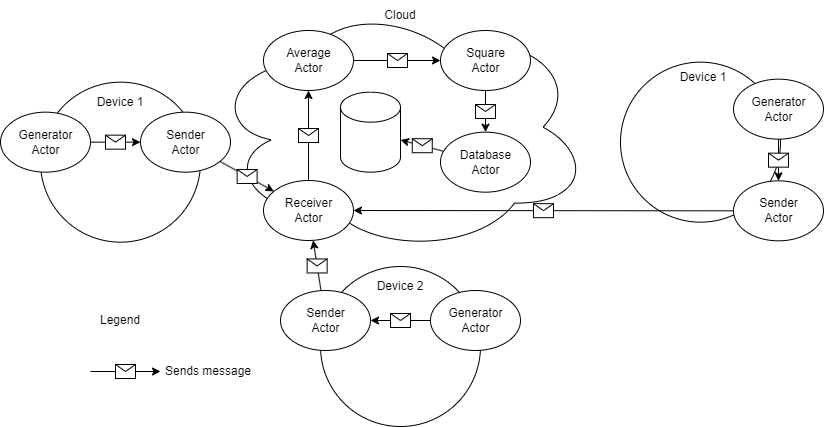 Cloud
Average
Actor
Square
Actor
Device 1
Generator
Actor
Sender
Actor
Database
Actor
Receiver
Actor
Device 1
Generator
Actor
Sender
Actor
Device 2
Sender
Actor
Generator
Actor
Legend
Sends message